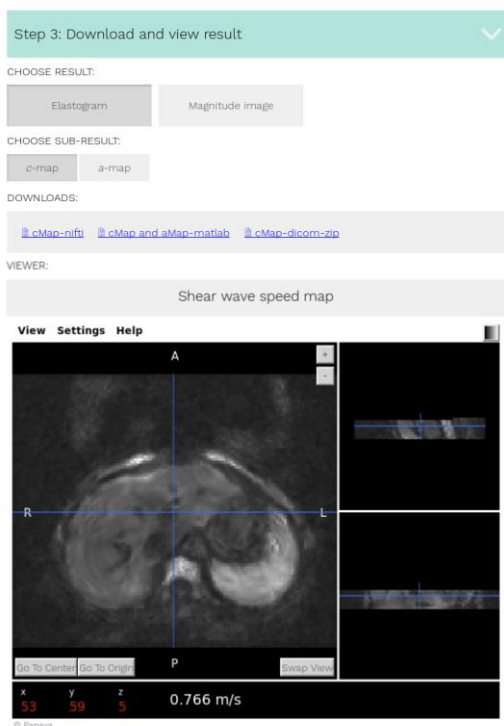 Step 3: Download and view result
CHOOSE RESULT:
Elastogram Magnitude image
CHOOSE SUB-RESULT:
c-map a-map
DOWNLOADS:
cMap-nifti cMap and aMap-matlab cMap-dicom-zip
VIEWER:
Shear wave speed map
View Settings Help
A
+
-
R L
Go To Center Go To Origin P Swap View
x y z
53 59 5 0.766 m/s
© Papaya